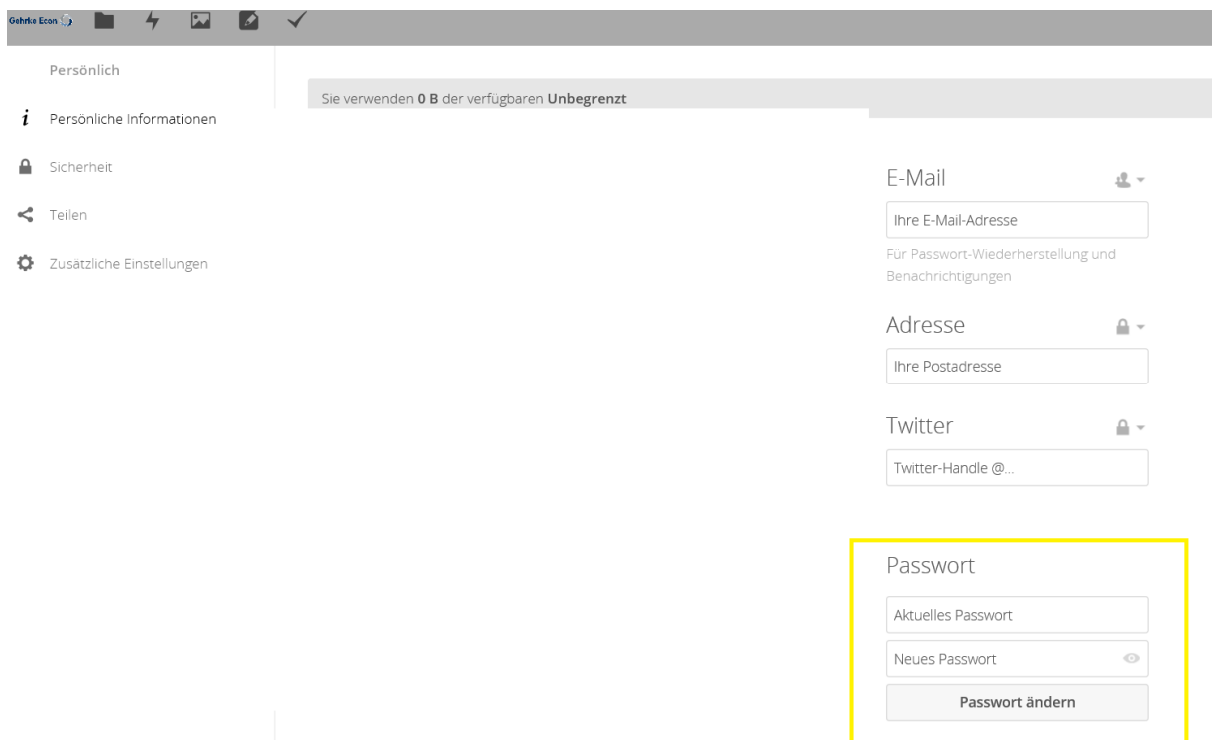 Gehrke Econ
Persönlich
Persönliche Informationen
Sicherheit
Teilen
Zusätzliche Einstellungen
Sie verwenden 0 B der verfügbaren Unbegrenzt
E-Mail
Ihre E-Mail-Adresse
Für Passwort-Wiederherstellung und
Benachrichtigungen
Adresse
Ihre Postadresse
Twitter
Twitter-Handle @...
Passwort
Aktuelles Passwort
Neues Passwort
Passwort ändern